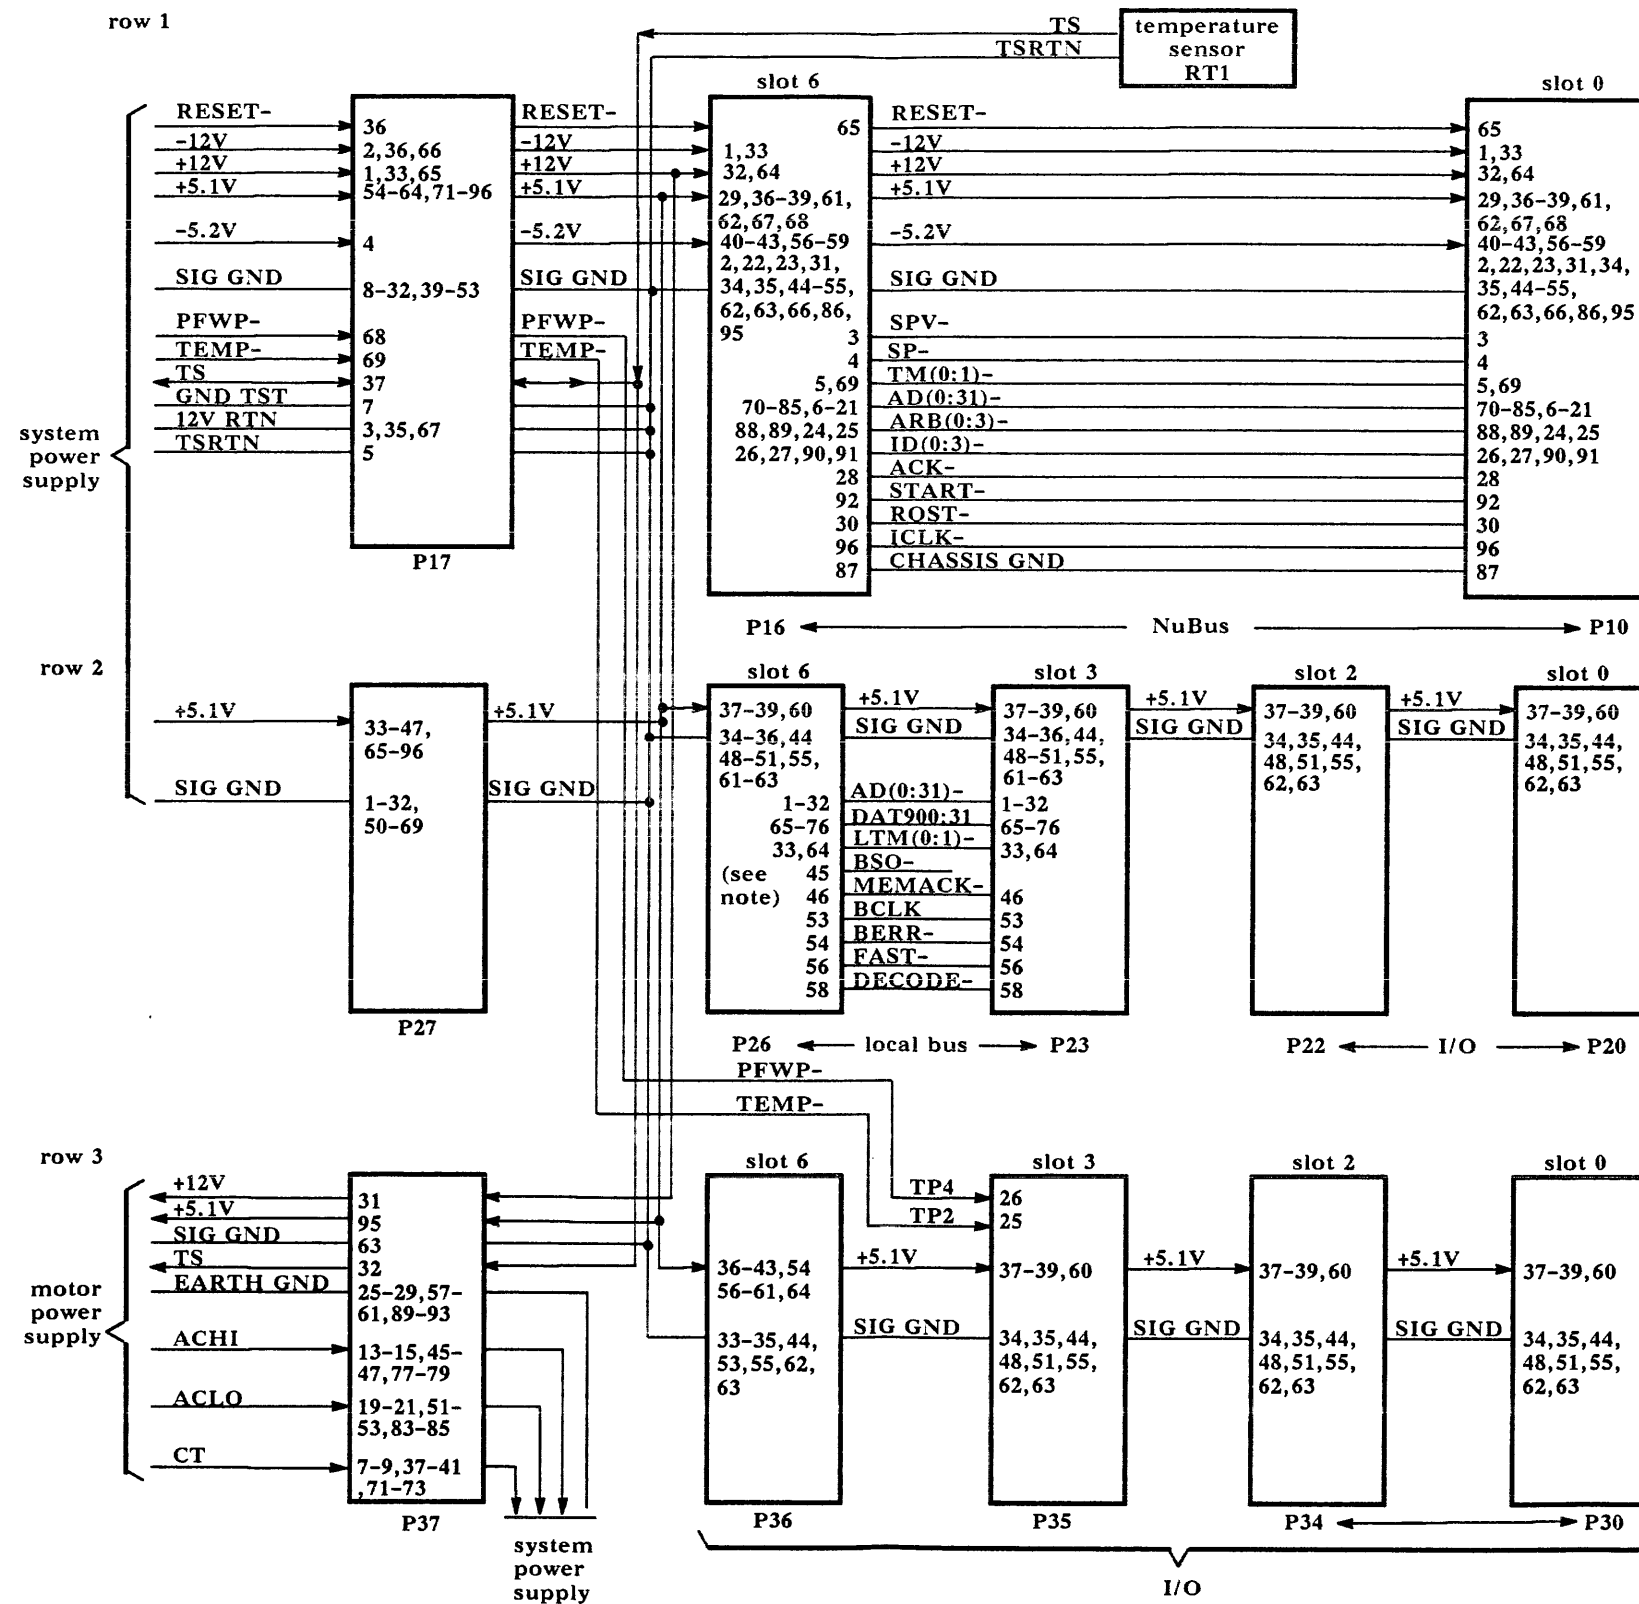 row 1
TS
TSRTN
temperature
sensor
RT1
slot 6
slot 0
system
power
supply
RESET-
-12V
+12V
+5.1V
-5.2V
SIG GND
PFWP-
TEMP-
TS
GND TST
12V RTN
TSRTN
36
2,36,66
1,33,65
54-64,71-96
4
8-32,39-53
68
69
37
7
3,35,67
5
P17
RESET-
-12V
+12V
+5.1V
-5.2V
SIG GND
PFWP-
TEMP-
65
1,33
32,64
29,36-39,61,
62,67,68
40-43,56-59
2,22,23,31,
34,35,44-55,
62,63,66,86,
95
3
4
5,69
70-85,6-21
88,89,24,25
26,27,90,91
28
92
30
96
87
RESET-
-12V
+12V
+5.1V
-5.2V
SIG GND
SPV-
SP-
TM(0:1)-
AD(0:31)-
ARB(0:3)-
ID(0:3)-
ACK-
START-
RQST-
ICLK-
CHASSIS GND
65
1,33
32,64
29,36-39,61,
62,67,68
40-43,56-59
2,22,23,31,34,
35,44-55,
62,63,66,86,95
3
4
5,69
70-85,6-21
88,89,24,25
26,27,90,91
28
92
30
96
87
P16
NuBus
P10
row 2
slot 6
slot 3
slot 2
slot 0
+5.1V
SIG GND
33-47,
65-96
1-32,
50-69
P27
+5.1V
SIG GND
37-39,60
34-36,44
48-51,55,
61-63
1-32
65-76
33,64
(see
note)
45
46
53
54
56
58
+5.1V
SIG GND
AD(0:31)-
DAT900:31
LTM(0:1)-
BSO-
MEMACK-
BCLK
BERR-
FAST-
DECODE-
37-39,60
34-36,44,
48-51,55,
61-63
1-32
65-76
33,64
46
53
54
56
58
+5.1V
SIG GND
37-39,60
34,35,44,
48,51,55,
62,63
+5.1V
SIG GND
37-39,60
34,35,44,
48,51,55,
62,63
P26
local bus
P23
P22
I/O
P20
PFWP-
TEMP-
row 3
slot 6
slot 3
slot 2
slot 0
motor
power
supply
+12V
+5.1V
SIG GND
TS
EARTH GND
ACHI
ACLO
CT
31
95
63
32
25-29,57-
61,89-93
13-15,45-
47,77-79
19-21,51-
53,83-85
7-9,37-41
,71-73
P37
system
power
supply
36-43,54
56-61,64
33-35,44,
53,55,62,
63
TP4
TP2
+5.1V
SIG GND
26
25
37-39,60
34,35,44,
48,51,55,
62,63
+5.1V
SIG GND
37-39,60
34,35,44,
48,51,55,
62,63
+5.1V
SIG GND
37-39,60
34,35,44,
48,51,55,
62,63
P36
P35
P34
P30
I/O